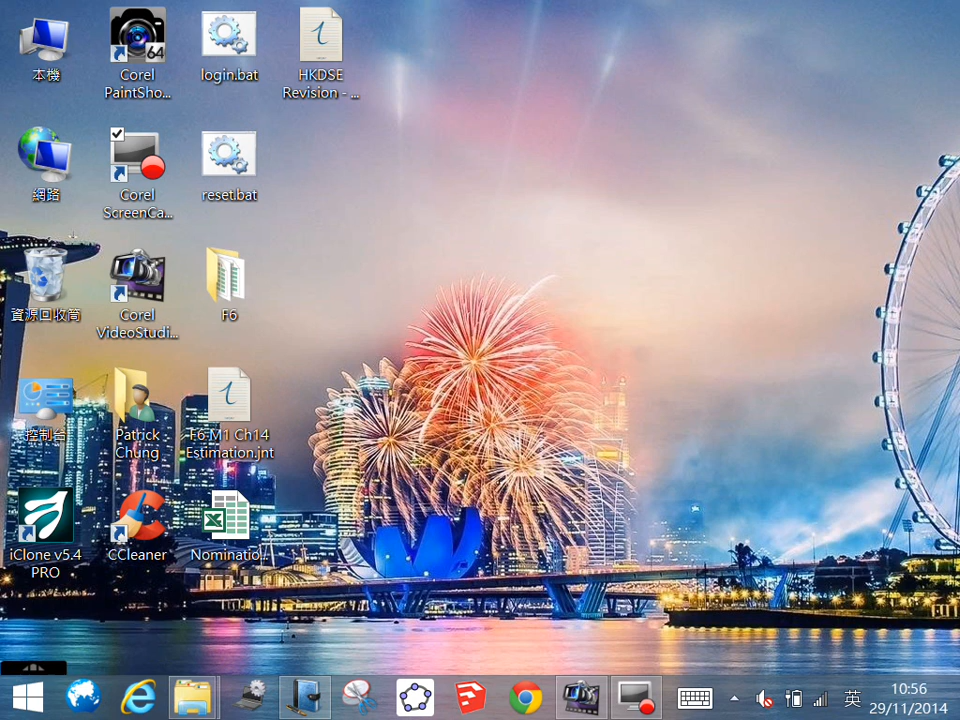 本機
Corel
PaintSho...
64
login.bat
HKDSE
Revision - ...
網路
Corel
ScreenCa...
reset.bat
資源回收筒
Corel
VideoStudi...
F6
控制台
Patrick
Chung
F6 M1 Ch14
Estimation.jnt
iClone v5.4
PRO
CCleaner
Nominatio...
英
10:56
29/11/2014